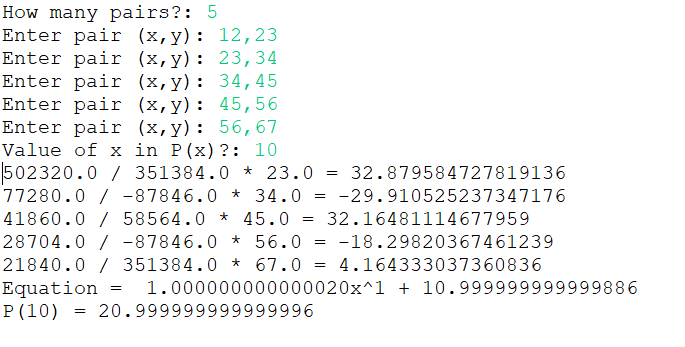 How many pairs?: 5
Enter pair (x,y): 12,23
Enter pair (x,y): 23,34
Enter pair (x,y): 34,45
Enter pair (x,y): 45,56
Enter pair (x,y): 56,67
Value of x in P(x)?: 10
502320.0 / 351384.0 * 23.0 = 32.879584727819136
77280.0 / -87846.0 * 34.0 = -29.910525237347176
41860.0 / 58564.0 * 45.0 = 32.16481114677959
28704.0 / -87846.0 * 56.0 = -18.29820367461239
21840.0 / 351384.0 * 67.0 = 4.164333037360836
Equation =  1.000000000000020x^1 + 10.999999999999886
P(10) = 20.999999999999996